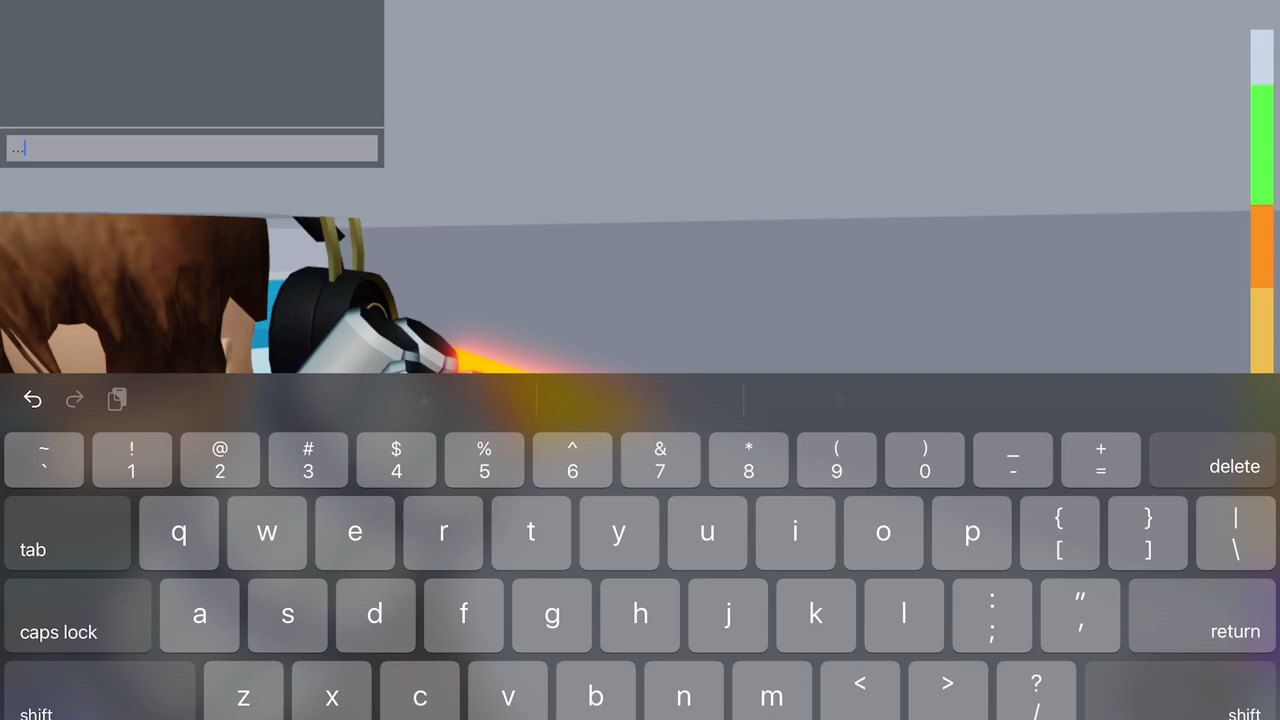 ...
a b
~ ! @ # $ % ^ & * ( ) _ +
` 1 2 3 4 5 6 7 8 9 0 - = delete
tab q w e r t y u i o p { } |
[ ] \
caps lock a s d f g h j k l : " return
; '
shift z x c v b n m < > ? shift
/